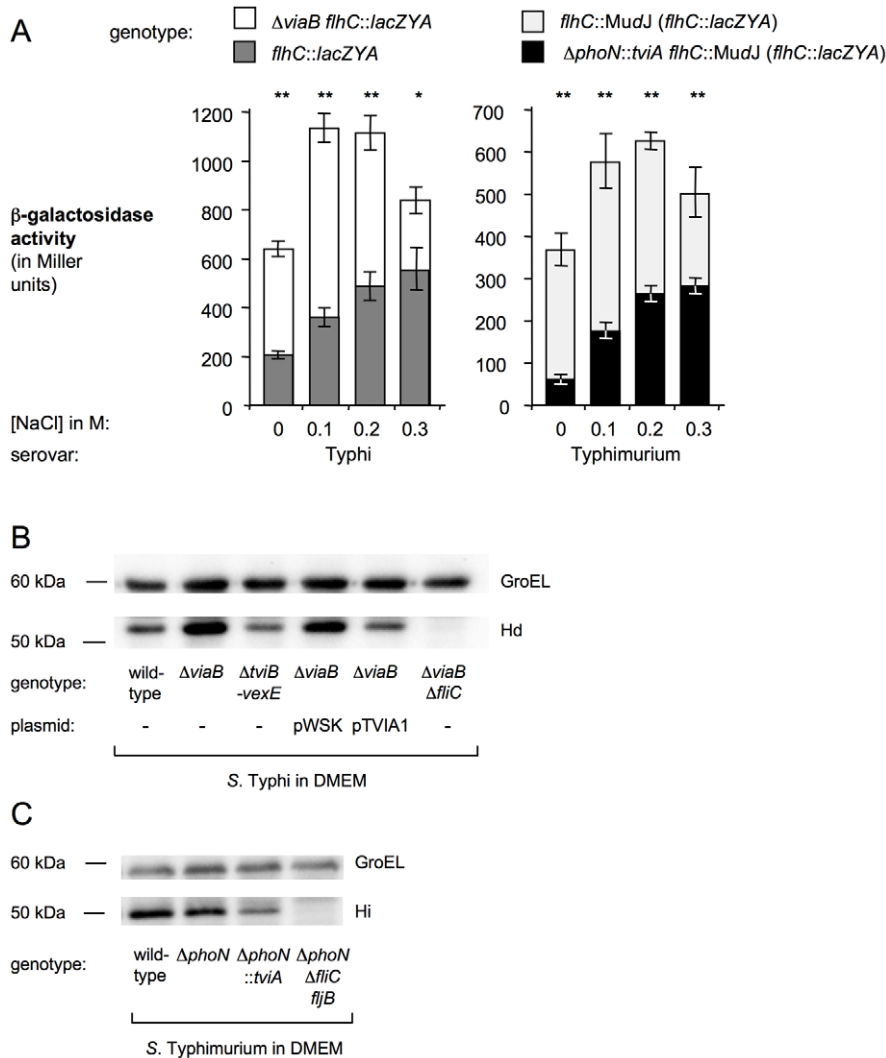 A
genotype:
ΔviaB flhC::lacZYA
flhC::lacZYA
flhC::MudJ (flhC::lacZYA)
ΔphoN::tviA flhC::MudJ (flhC::lacZYA)
** ** ** *
** ** ** **
1200
1000
800
600
400
200
0
700
600
500
400
300
200
100
0
β-galactosidase
activity
(in Miller
units)
[NaCl] in M:
0 0.1 0.2 0.3
0 0.1 0.2 0.3
serovar:
Typhi
Typhimurium
B
60 kDa
GroEL
50 kDa
Hd
genotype:
wild-
type
ΔviaB
ΔtviB
-vexE
ΔviaB
ΔviaB
ΔviaB
ΔfliC
plasmid:
- - - pWSK pTVIA1 -
S. Typhi in DMEM
C
60 kDa
GroEL
50 kDa
Hi
genotype:
wild-
type
ΔphoN
ΔphoN
::tviA
ΔphoN
ΔfliC
fljB
S. Typhimurium in DMEM